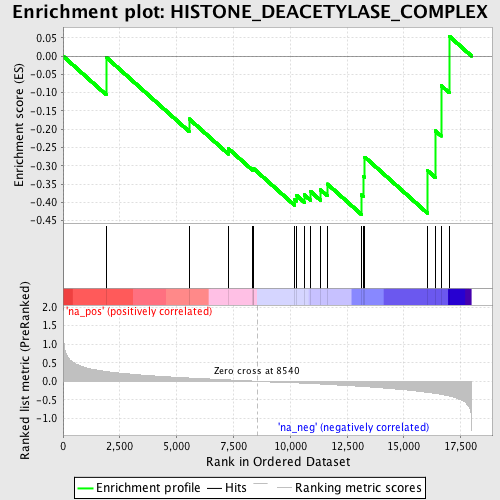 Enrichment plot: HISTONE_DEACETYLASE_COMPLEX
Enrichment score (ES)
0.05
0.00
-0.05
-0.10
-0.15
-0.20
-0.25
-0.30
-0.35
-0.40
-0.45
'na_pos' (positively correlated)
Ranked list metric (PreRanked)
2.0
1.5
1.0
0.5
0.0
-0.5
-1.0
Zero cross at 8540
'na_neg' (negatively correlated)
0 2,500 5,000 7,500 10,000 12,500 15,000 17,500
Rank in Ordered Dataset
Enrichment profile Hits Ranking metric scores